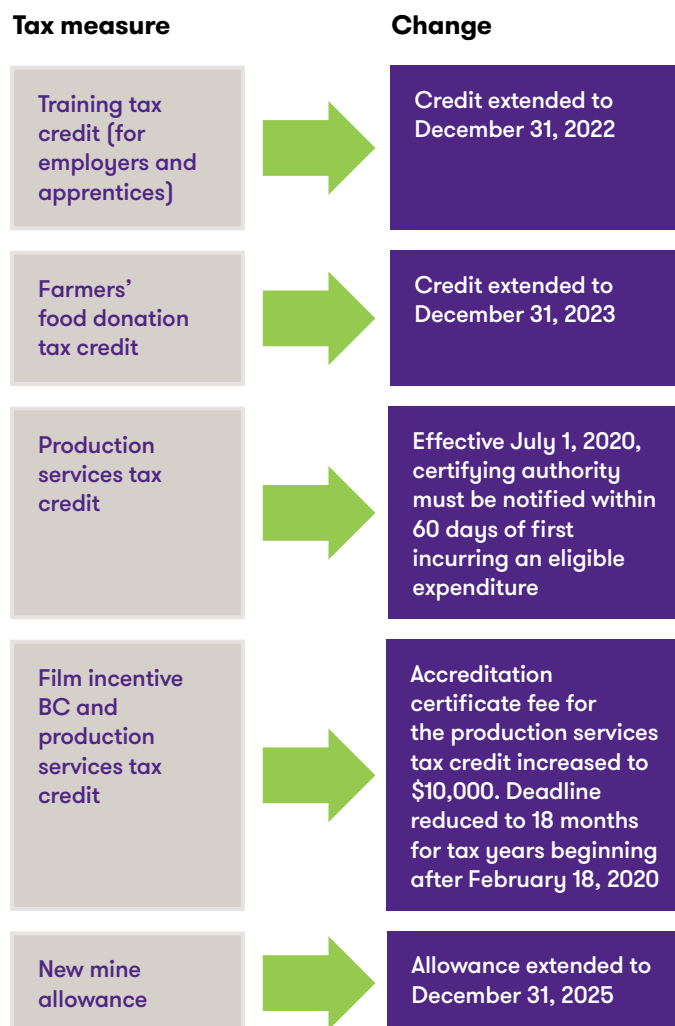 Tax measure
Change
Training tax
credit (for
employers and
apprentices)
Credit extended to
December 31, 2022
Farmers’
food donation
tax credit
Credit extended to
December 31, 2023
Production
services tax
credit
Effective July 1, 2020,
certifying authority
must be notified within
60 days of first
incurring an eligible
expenditure
Film incentive
BC and
production
services tax
credit
Accreditation
certificate fee for
the production services
tax credit increased to
$10,000. Deadline
reduced to 18 months
for tax years beginning
after February 18, 2020
New mine
allowance
Allowance extended to
December 31, 2025